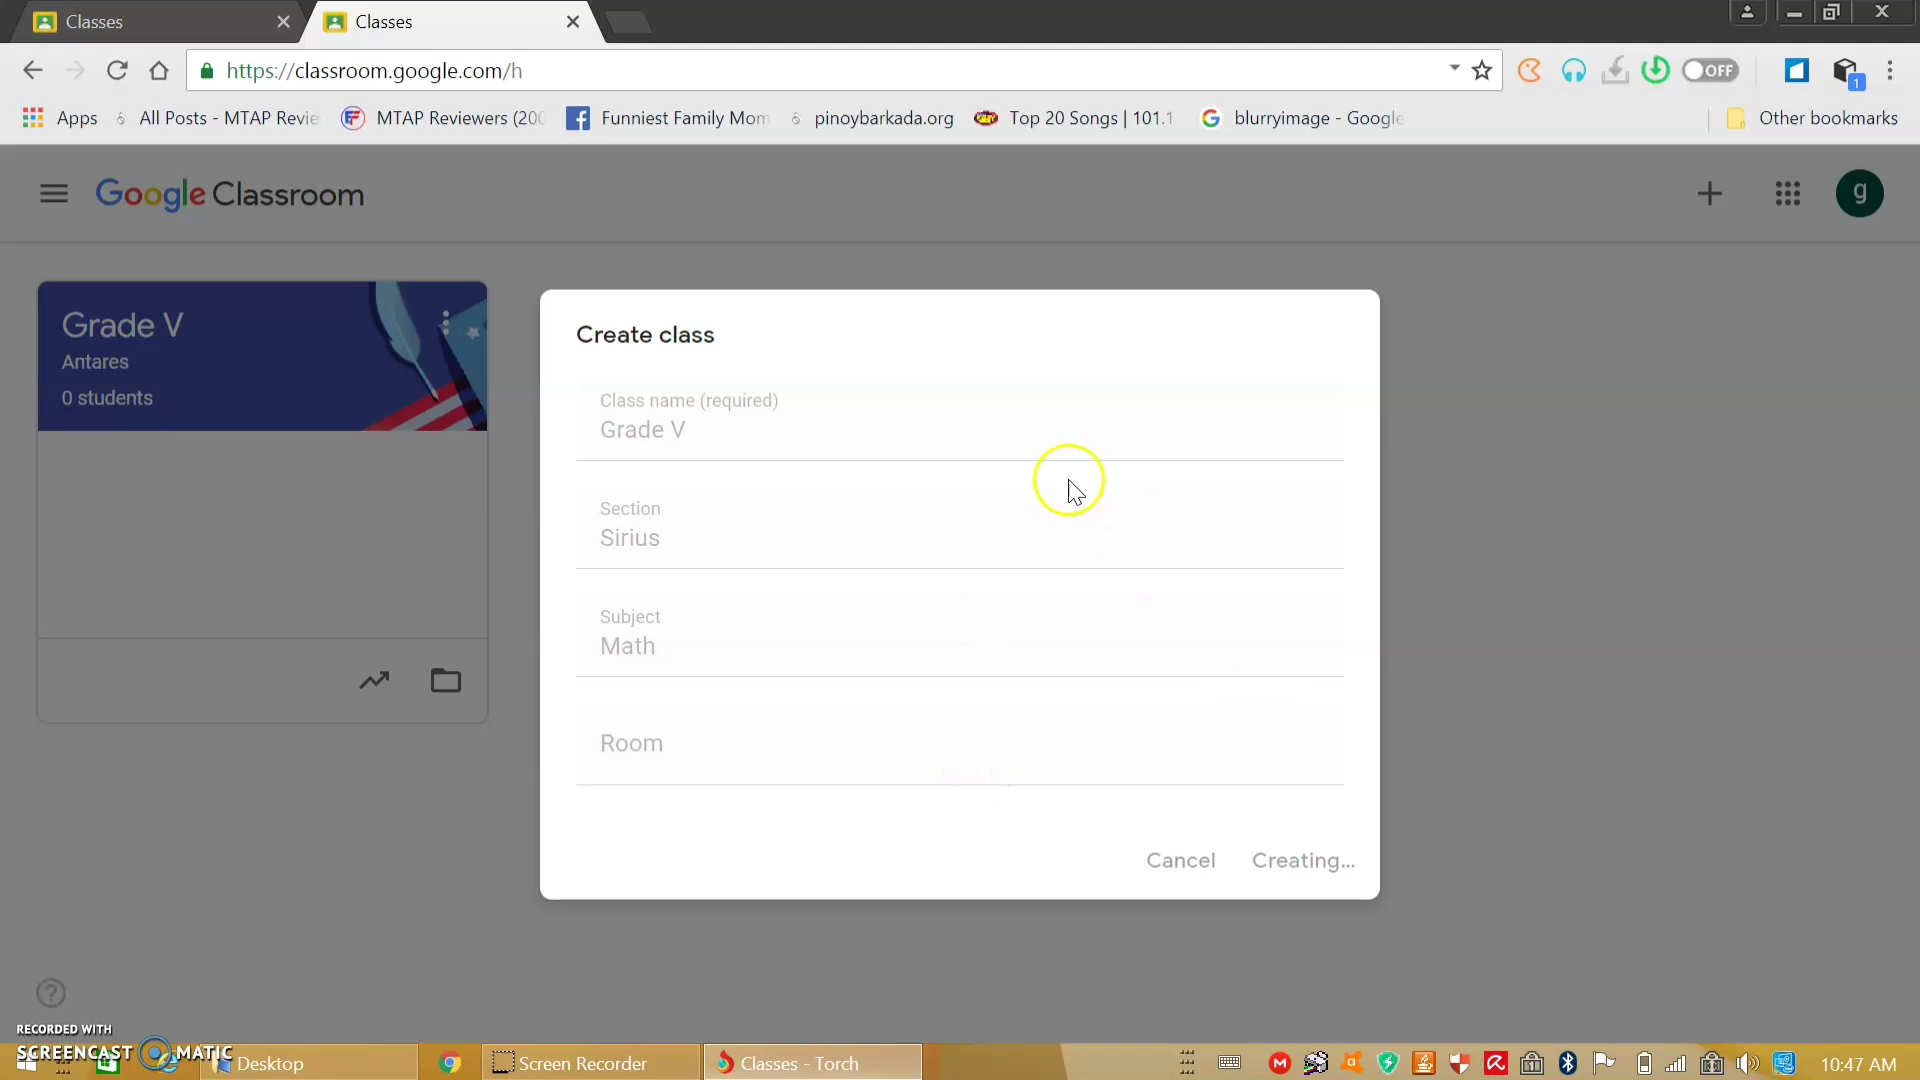 Classes
Classes
https://classroom.google.com/h
OFF
1
Apps
All Posts - MTAP Revie
MTAP Reviewers (200
Funniest Family Mom
pinoybarkada.org
Top 20 Songs | 101.1
blurryimage - Google
Other bookmarks
Google Classroom
g
Grade V
Antares
0 students
Create class
Class name (required)
Grade V
Section
Sirius
Subject
Math
Room
Cancel
Creating...
RECORDED WITH
SCREENCAST MATIC
Desktop
Screen Recorder
Classes - Torch
10:47 AM